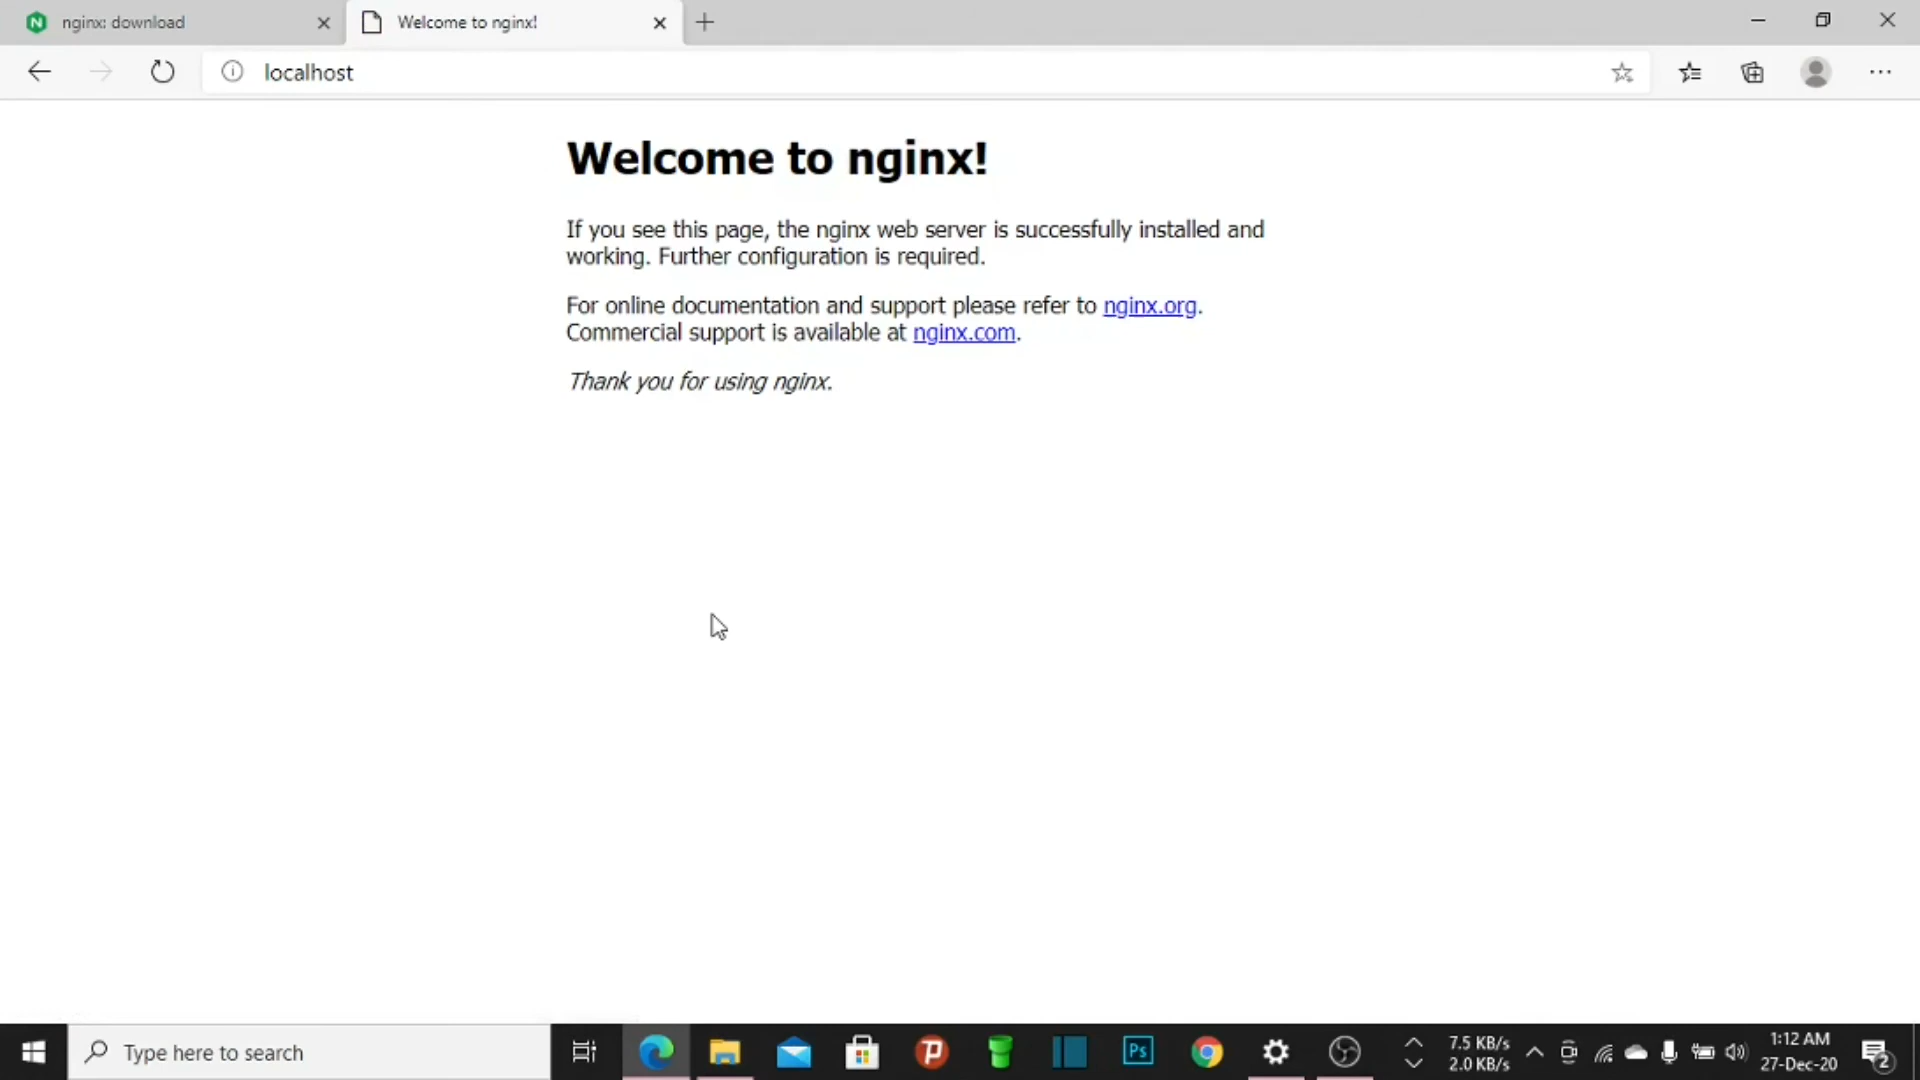 nginx: download
Welcome to nginx!
localhost
Welcome to nginx!
If you see this page, the nginx web server is successfully installed and
working. Further configuration is required.
For online documentation and support please refer to nginx.org.
Commercial support is available at nginx.com.
Thank you for using nginx.
Type here to search
Ps
7.5 KB/s
2.0 KB/s
1:12 AM
27-Dec-20
2